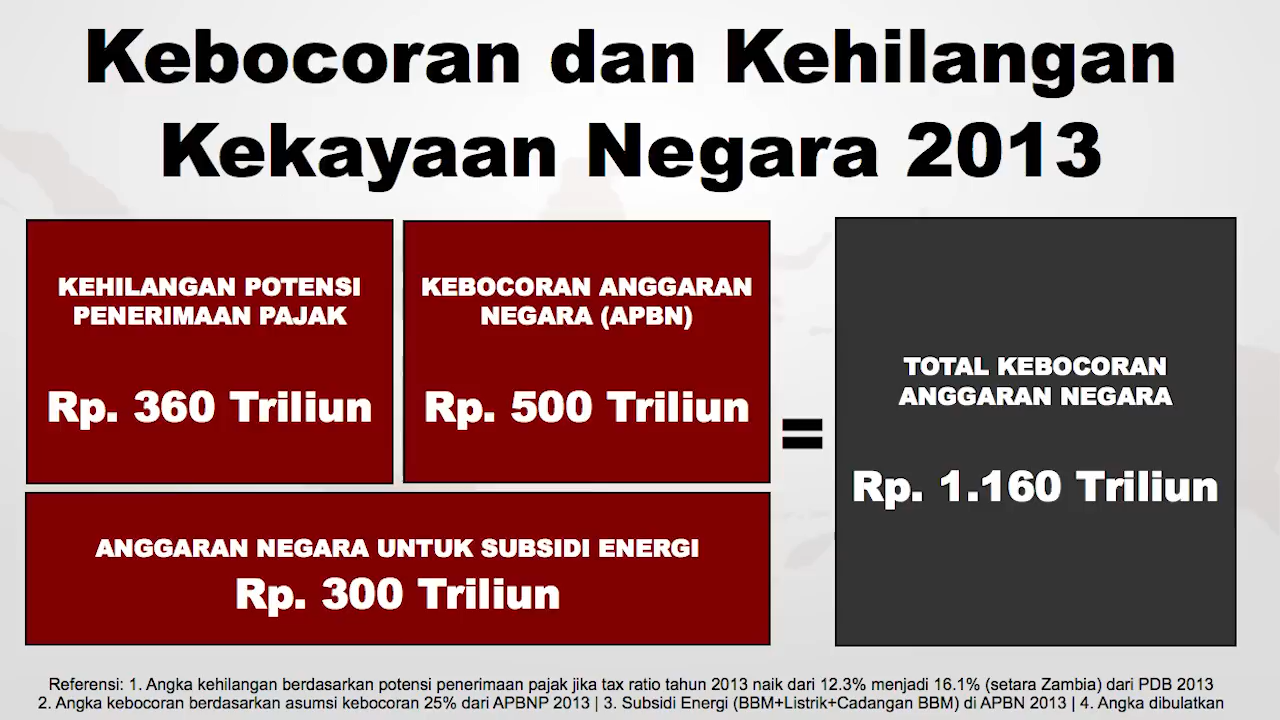 Kebocoran dan Kehilangan
Kekayaan Negara 2013
KEHILANGAN POTENSI
PENERIMAAN PAJAK
Rp. 360 Triliun
KEBOCORAN ANGGARAN
NEGARA (APBN)
Rp. 500 Triliun
ANGGARAN NEGARA UNTUK SUBSIDI ENERGI
Rp. 300 Triliun
=
TOTAL KEBOCORAN
ANGGARAN NEGARA
Rp. 1.160 Triliun
Referensi: 1. Angka kehilangan berdasarkan potensi penerimaan pajak jika tax ratio tahun 2013 naik dari 12.3% menjadi 16.1% (setara Zambia) dari PDB 2013
2. Angka kebocoran berdasarkan asumsi kebocoran 25% dari APBNP 2013 | 3. Subsidi Energi (BBM+Listrik+Cadangan BBM) di APBN 2013 | 4. Angka dibulatkan